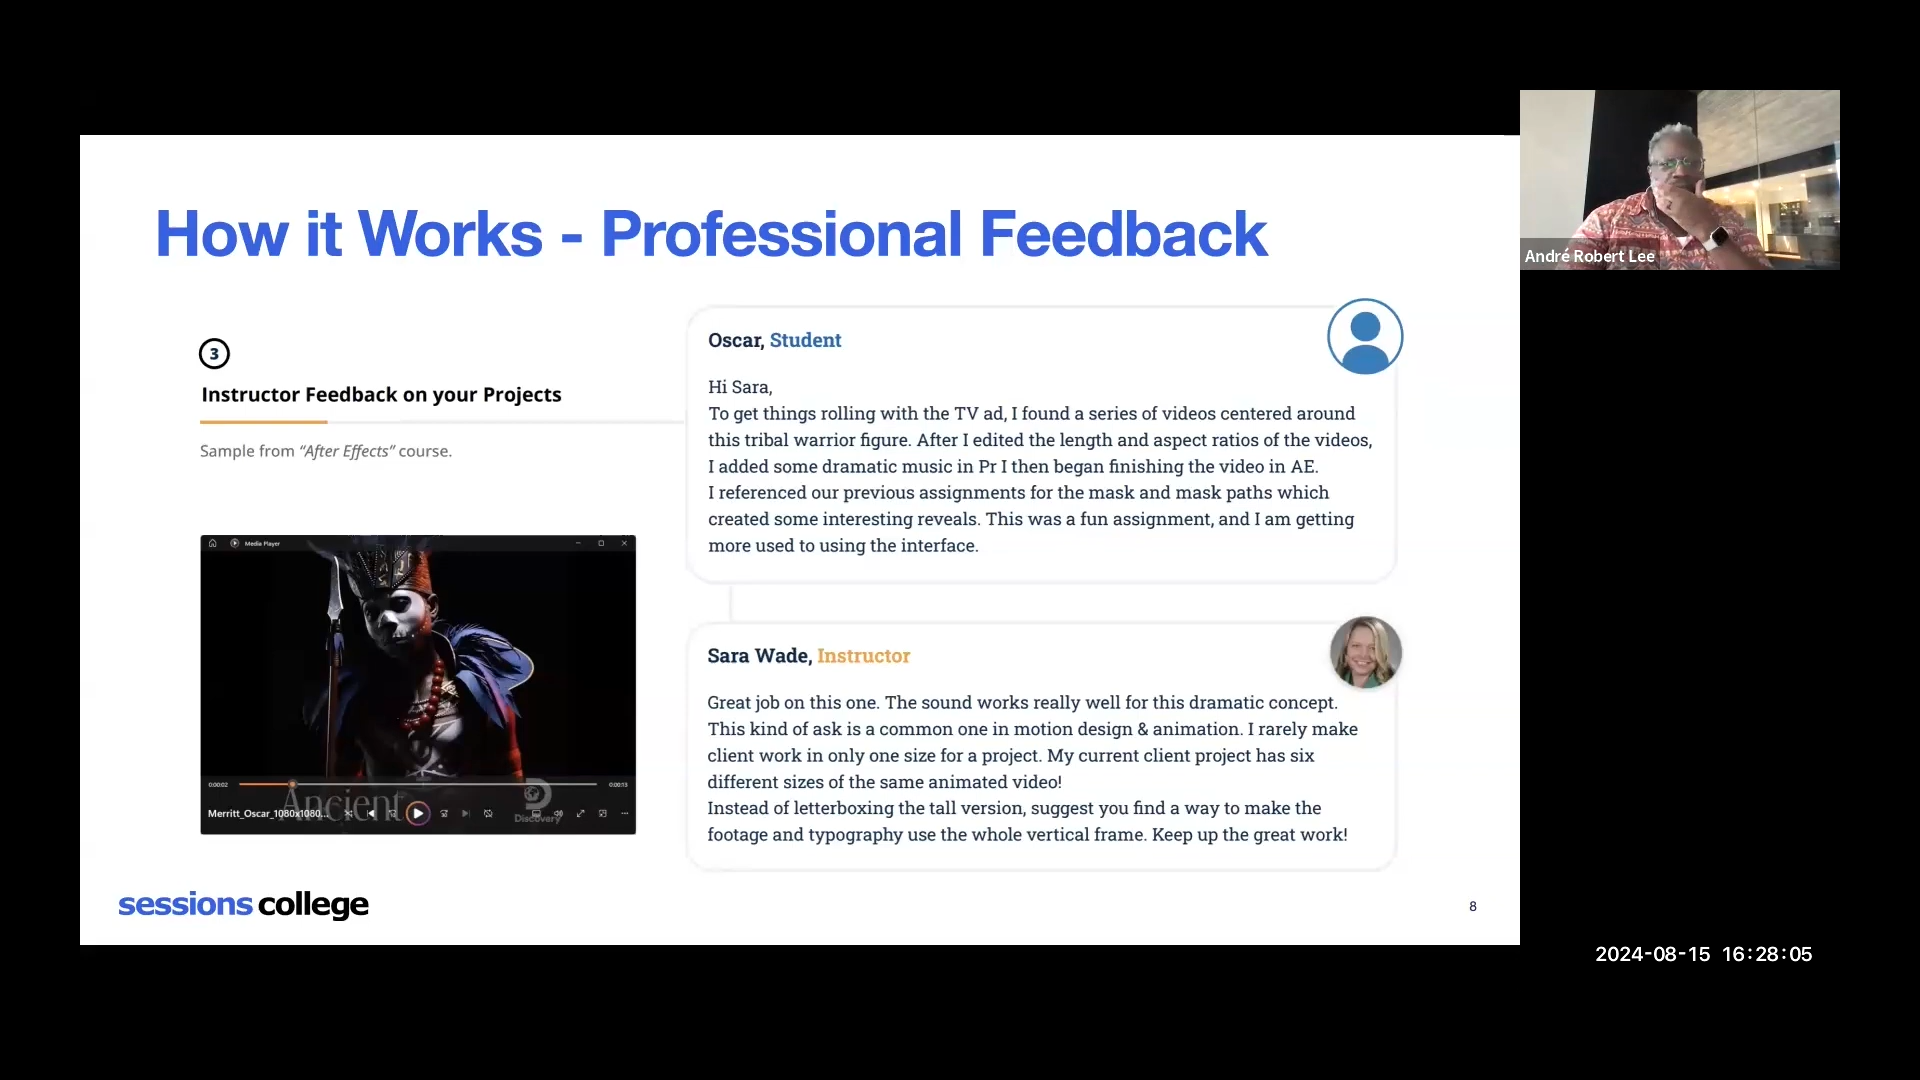 How it Works - Professional Feedback
André Robert Lee
3
Instructor Feedback on your Projects
Sample from “After Effects” course.
Media Player
0:00:02
0:00:13
Ancient
Merritt_Oscar_1080x1080...
Discovery
Oscar, Student
Hi Sara,
To get things rolling with the TV ad, I found a series of videos centered around
this tribal warrior figure. After I edited the length and aspect ratios of the videos,
I added some dramatic music in Pr I then began finishing the video in AE.
I referenced our previous assignments for the mask and mask paths which
created some interesting reveals. This was a fun assignment, and I am getting
more used to using the interface.
Sara Wade, Instructor
Great job on this one. The sound works really well for this dramatic concept.
This kind of ask is a common one in motion design & animation. I rarely make
client work in only one size for a project. My current client project has six
different sizes of the same animated video!
Instead of letterboxing the tall version, suggest you find a way to make the
footage and typography use the whole vertical frame. Keep up the great work!
sessions college
8
2024-08-15 16:28:05